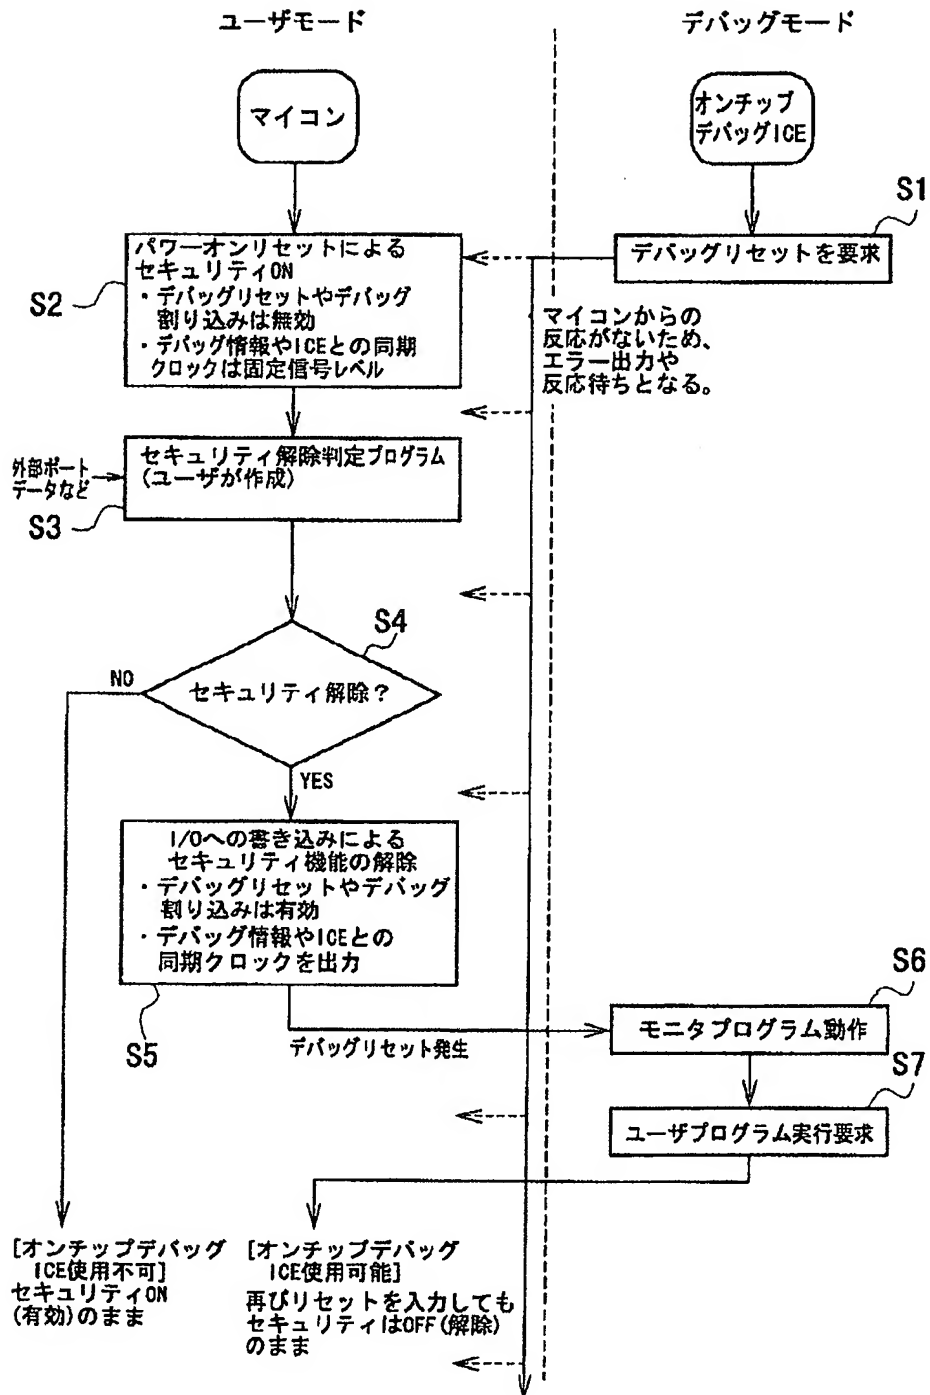 ユーザモード
デバッグモード
マイコン
オンチップ
デバッグICE
S1
デバッグリセットを要求
パワーオンリセットによる
セキュリティON
・デバッグリセットやデバッグ
割り込みは無効
・デバッグ情報やICEとの同期
クロックは固定信号レベル
S2
マイコンからの
反応がないため、
エラー出力や
反応待ちとなる。
外部ポート
データなど
セキュリティ解除判定プログラム
(ユーザが作成)
S3
S4
セキュリティ解除?
NO
YES
I/Oへの書き込みによる
セキュリティ機能の解除
・デバッグリセットやデバッグ
割り込みは有効
・デバッグ情報やICEとの
同期クロックを出力
S5
デバッグリセット発生
S6
モニタプログラム動作
S7
ユーザプログラム実行要求
[オンチップデバッグ
ICE使用不可]
セキュリティON
(有効)のまま
[オンチップデバッグ
ICE使用可能]
再びリセットを入力しても
セキュリティはOFF(解除)
のまま